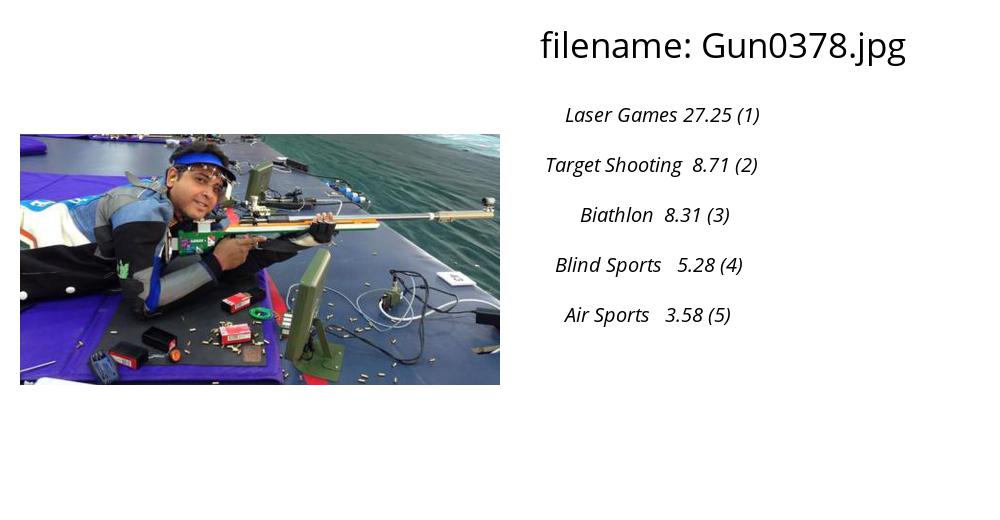 filename: Gun0378.jpg
Laser Games 27.25 (1)
Target Shooting 8.71 (2)
Biathlon 8.31 (3)
Blind Sports 5.28 (4)
Air Sports 3.58 (5)